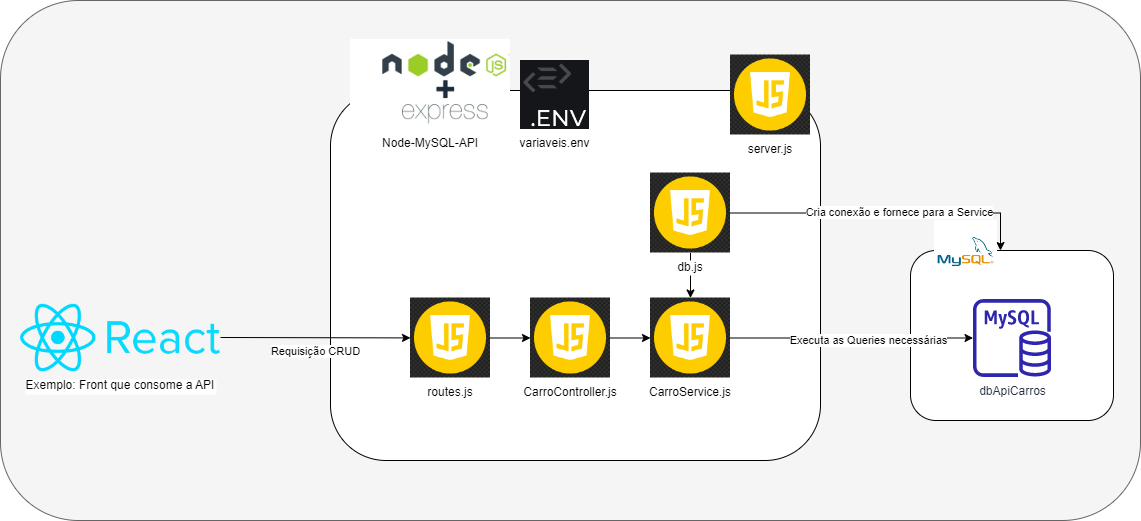 node
JS
+
express
Node-MySQL-API
.ENV
variaveis.env
JS
server.js
JS
db.js
Cria conexão e fornece para a Service
MySQL
React
Exemplo: Front que consome a API
Requisição CRUD
JS
routes.js
JS
CarroController.js
JS
CarroService.js
Executa as Queries necessárias
MySQL
dbApiCarros